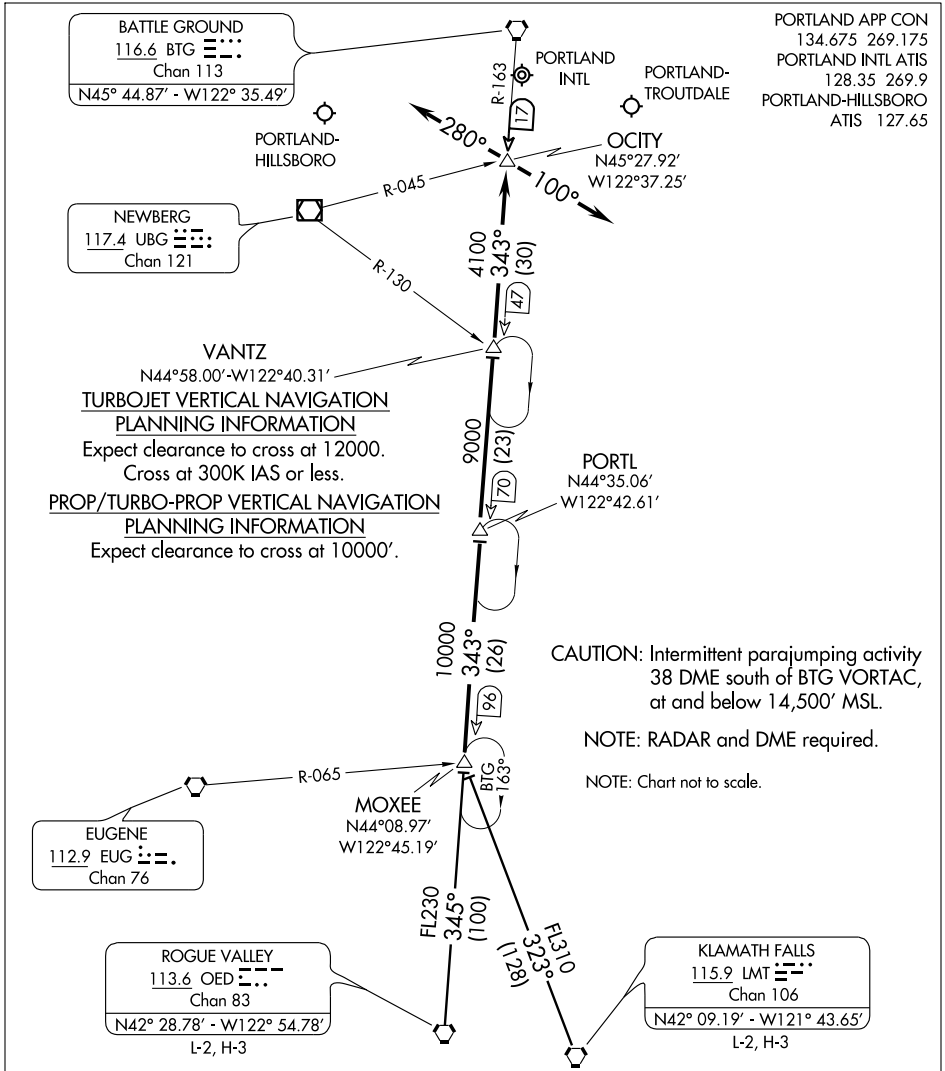 BATTLE GROUND
116.6 BTG
Chan 113
N45° 44.87' - W122° 35.49'
PORTLAND APP CON
134.675 269.175
PORTLAND INTL ATIS
128.35 269.9
PORTLAND-HILLSBORO
ATIS 127.65
R-163
PORTLAND
INTL
PORTLAND-
TROUTDALE
17
PORTLAND-
HILLSBORO
280°
OCITY
N45°27.92'
W122°37.25'
100°
R-045
NEWBERG
117.4 UBG
Chan 121
4100
343°
(30)
R-130
47
VANTZ
N44°58.00'-W122°40.31'
TURBOJET VERTICAL NAVIGATION
PLANNING INFORMATION
Expect clearance to cross at 12000.
Cross at 300K IAS or less.
PROP/TURBO-PROP VERTICAL NAVIGATION
PLANNING INFORMATION
Expect clearance to cross at 10000'.
9000
(23)
PORTL
N44°35.06'
W122°42.61'
70
10000
343°
(26)
CAUTION: Intermittent parajumping activity
38 DME south of BTG VORTAC,
at and below 14,500' MSL.
96
NOTE: RADAR and DME required.
NOTE: Chart not to scale.
R-065
BTG
163°
MOXEE
N44°08.97'
W122°45.19'
EUGENE
112.9 EUG
Chan 76
FL230
345°
(100)
FL310
323°
(128)
ROGUE VALLEY
113.6 OED
Chan 83
N42° 28.78' - W122° 54.78'
L-2, H-3
KLAMATH FALLS
115.9 LMT
Chan 106
N42° 09.19' - W121° 43.65'
L-2, H-3